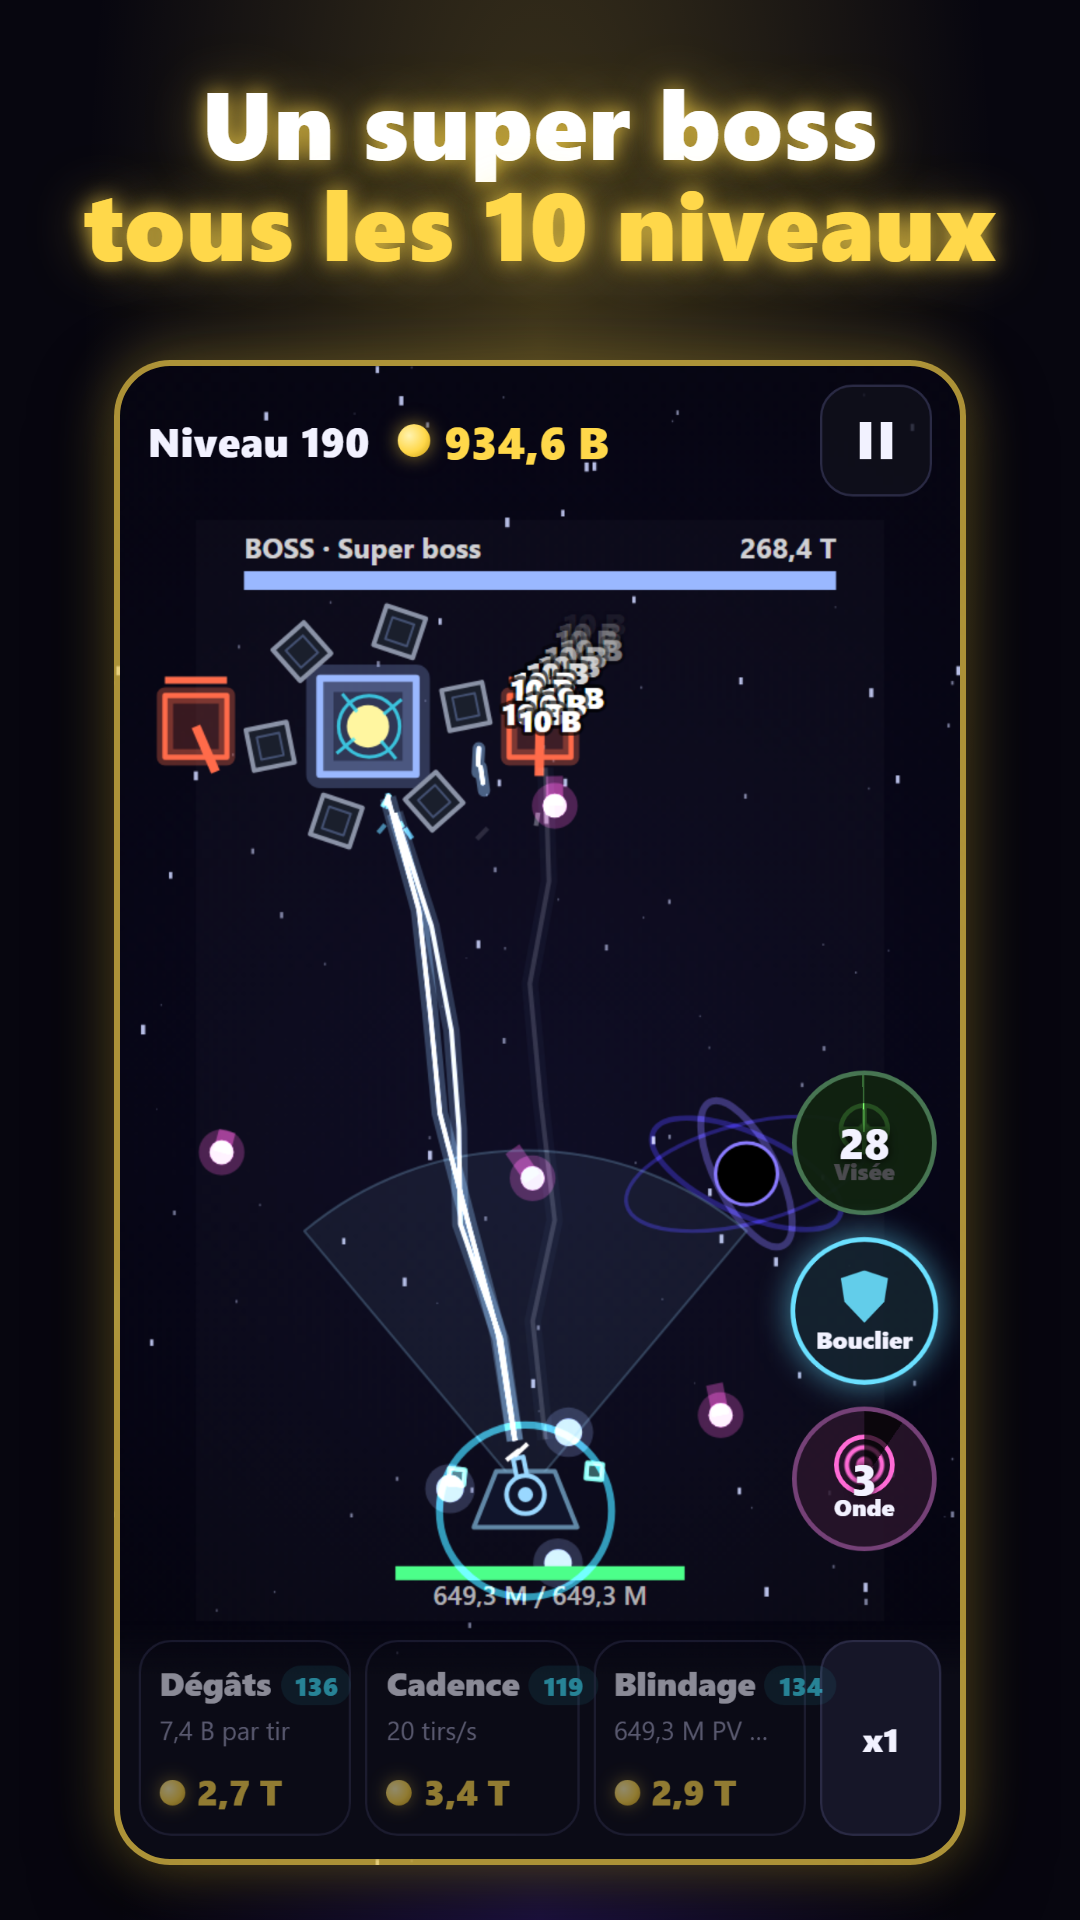 Un super boss
tous les 10 niveaux
Niveau 190 934,6 B
BOSS · Super boss 268,4 T
10 B
28
Visée
Bouclier
3
Onde
649,3 M / 649,3 M
Dégâts 136
7,4 B par tir
2,7 T
Cadence 119
20 tirs/s
3,4 T
Blindage 134
649,3 M PV ...
2,9 T
x1